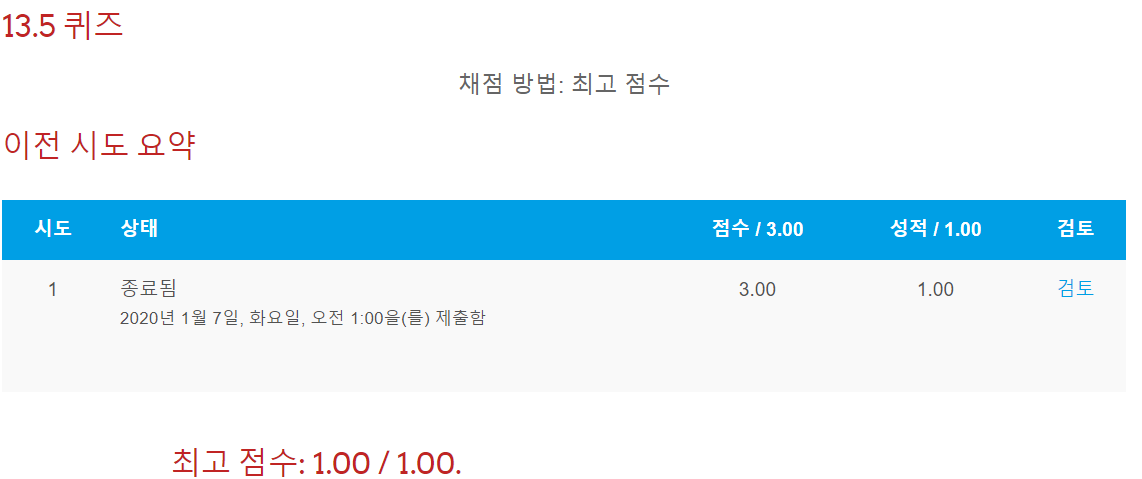 13.5 퀴즈
채점 방법: 최고 점수
이전 시도 요약
시도 상태 점수 / 3.00 성적 / 1.00 검토
1 종료됨 3.00 1.00 검토
2020년 1월 7일, 화요일, 오전 1:00을(를) 제출함
최고 점수: 1.00 / 1.00.